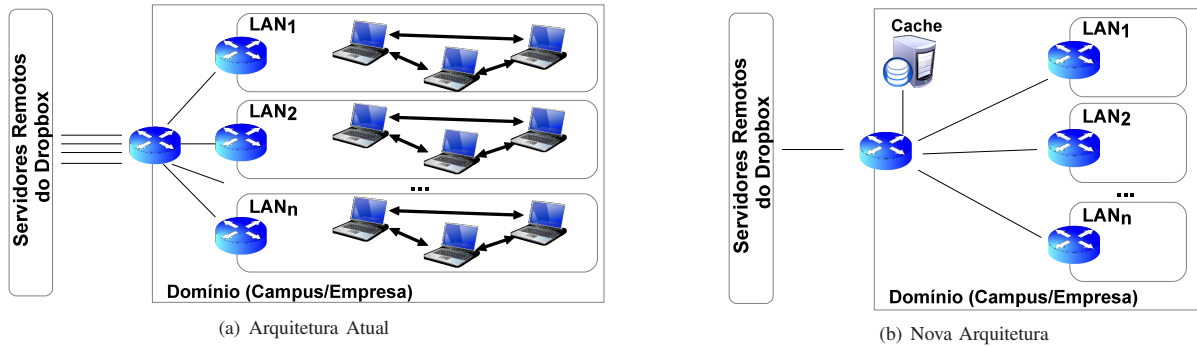 Servidores Remotos
do Dropbox
LAN1
LAN2
...
LANn
Domínio (Campus/Empresa)
(a) Arquitetura Atual
Servidores Remotos
do Dropbox
Cache
LAN1
LAN2
...
LANn
Domínio (Campus/Empresa)
(b) Nova Arquitetura